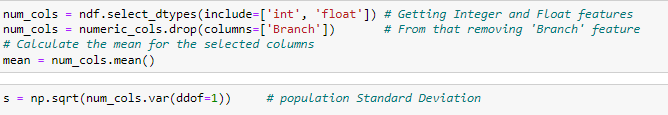 num_cols = ndf.select_dtypes(include=['int', 'float']) # Getting Integer and Float features
num_cols = numeric_cols.drop(columns=['Branch'])       # From that removing 'Branch' feature
# Calculate the mean for the selected columns
mean = num_cols.mean()
s = np.sqrt(num_cols.var(ddof=1))     # population Standard Deviation